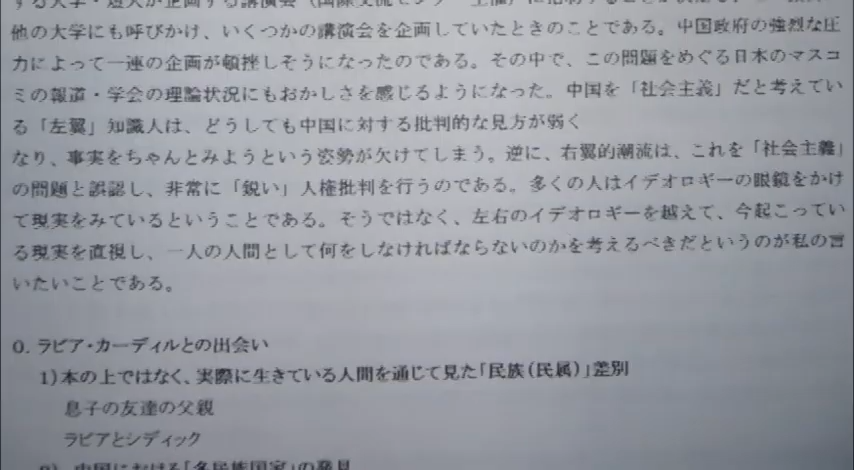 他の大学にも呼びかけ、いくつかの講演会を企画していたときのことである。中国政府の強烈な圧
力によって一連の企画が頓挫しそうになったのである。その中で、この問題をめぐる日本のマスコ
ミの報道・学会の理論状況にもおかしさを感じるようになった。中国を「社会主義」だと考えてい
る「左翼」知識人は、どうしても中国に対する批判的な見方が弱く
なり、事実をちゃんとみようという姿勢が欠けてしまう。逆に、右翼的潮流は、これを「社会主義」
の問題と誤認し、非常に「鋭い」人権批判を行うのである。多くの人はイデオロギーの眼鏡をかけ
て現実をみているということである。そうではなく、左右のイデオロギーを越えて、今起こってい
る現実を直視し、一人の人間として何をしなければならないのかを考えるべきだというのが私の言
いたいことである。
0. ラビア・カーディルとの出会い
1)本の上ではなく、実際に生きている人間を通じて見た「民族(民属)」差別
息子の友達の父親
ラビアとシディック
中国における「多民族国家」の発見